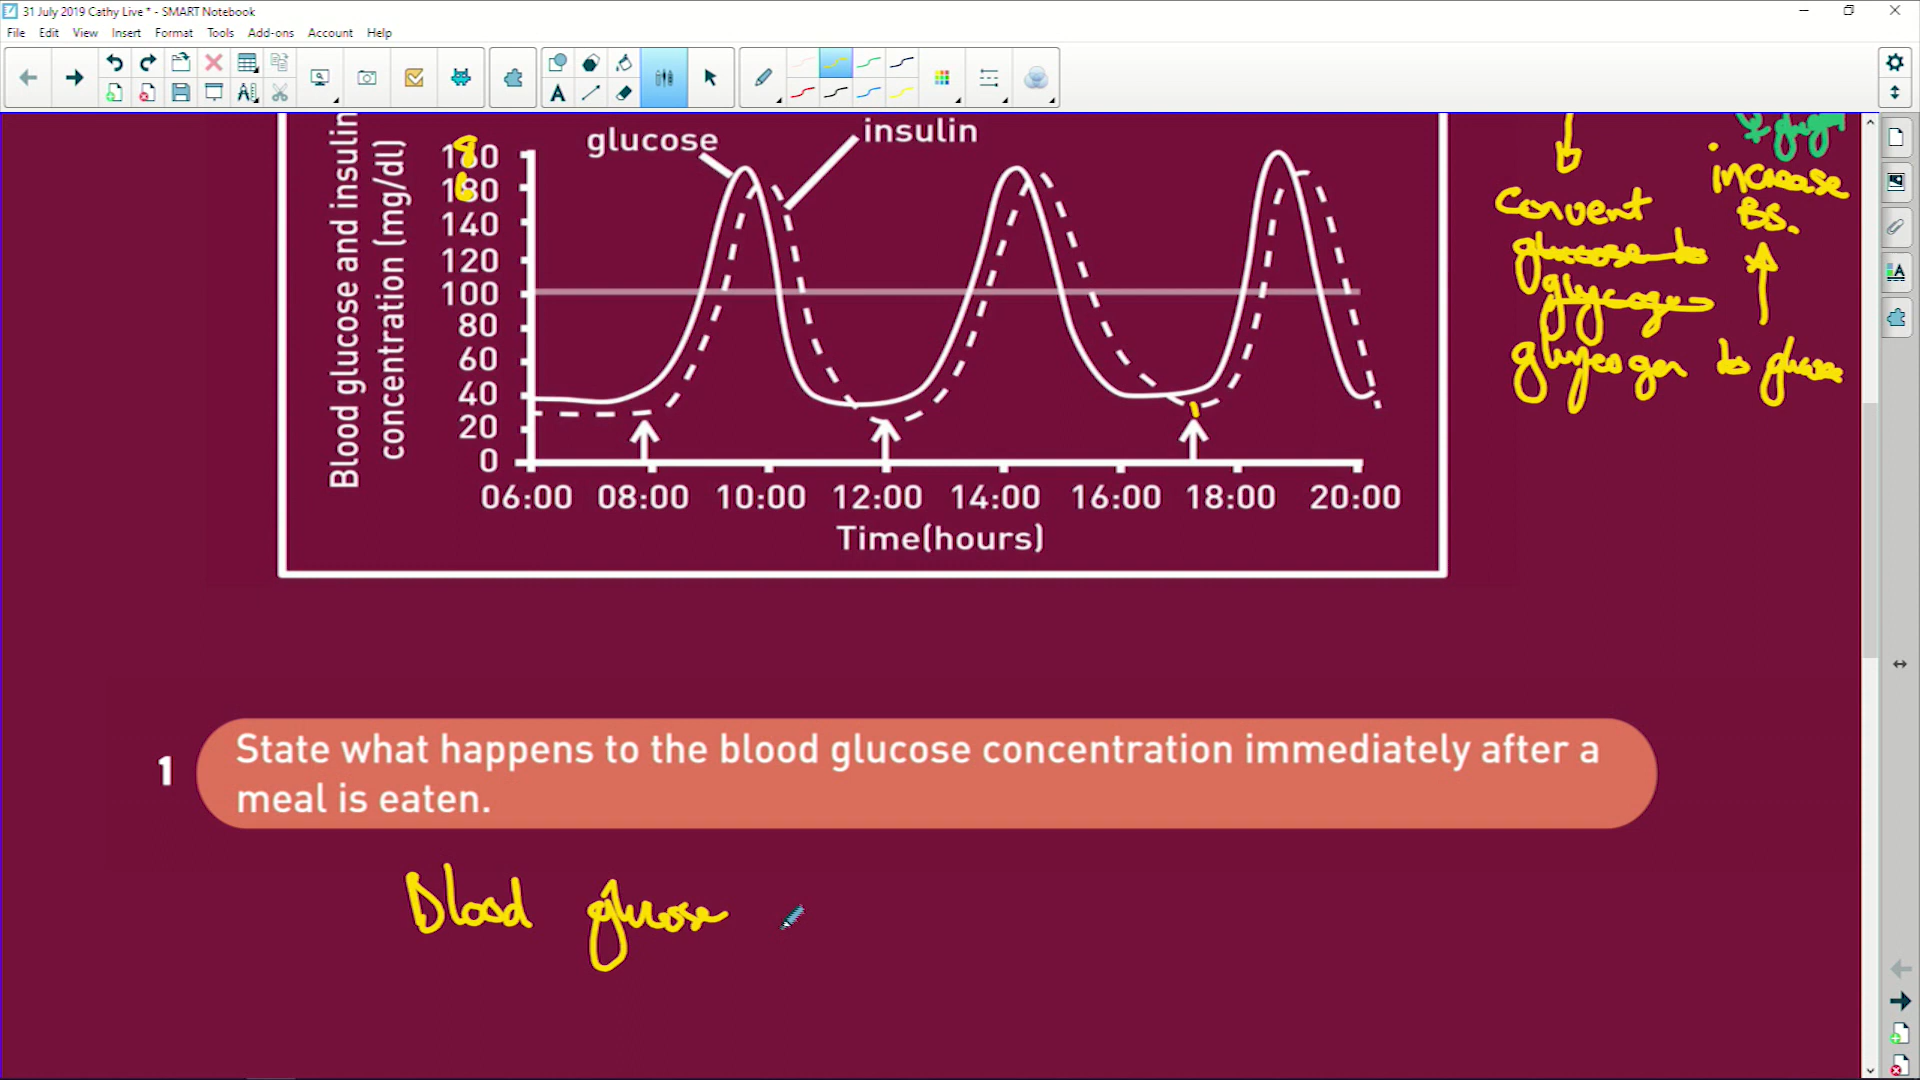 31 July 2019 Cathy Live * - SMART Notebook
File Edit View Insert Format Tools Add-ons Account Help
Blood glucose and insulin
concentration (mg/dl)
glucose
insulin
180
160
140
120
100
80
60
40
20
0
06:00 08:00 10:00 12:00 14:00 16:00 18:00 20:00
Time(hours)
increase
BS.
Convent
glucose to
glycogen
glycogen to glucose
1
State what happens to the blood glucose concentration immediately after a
meal is eaten.
Blood glucose